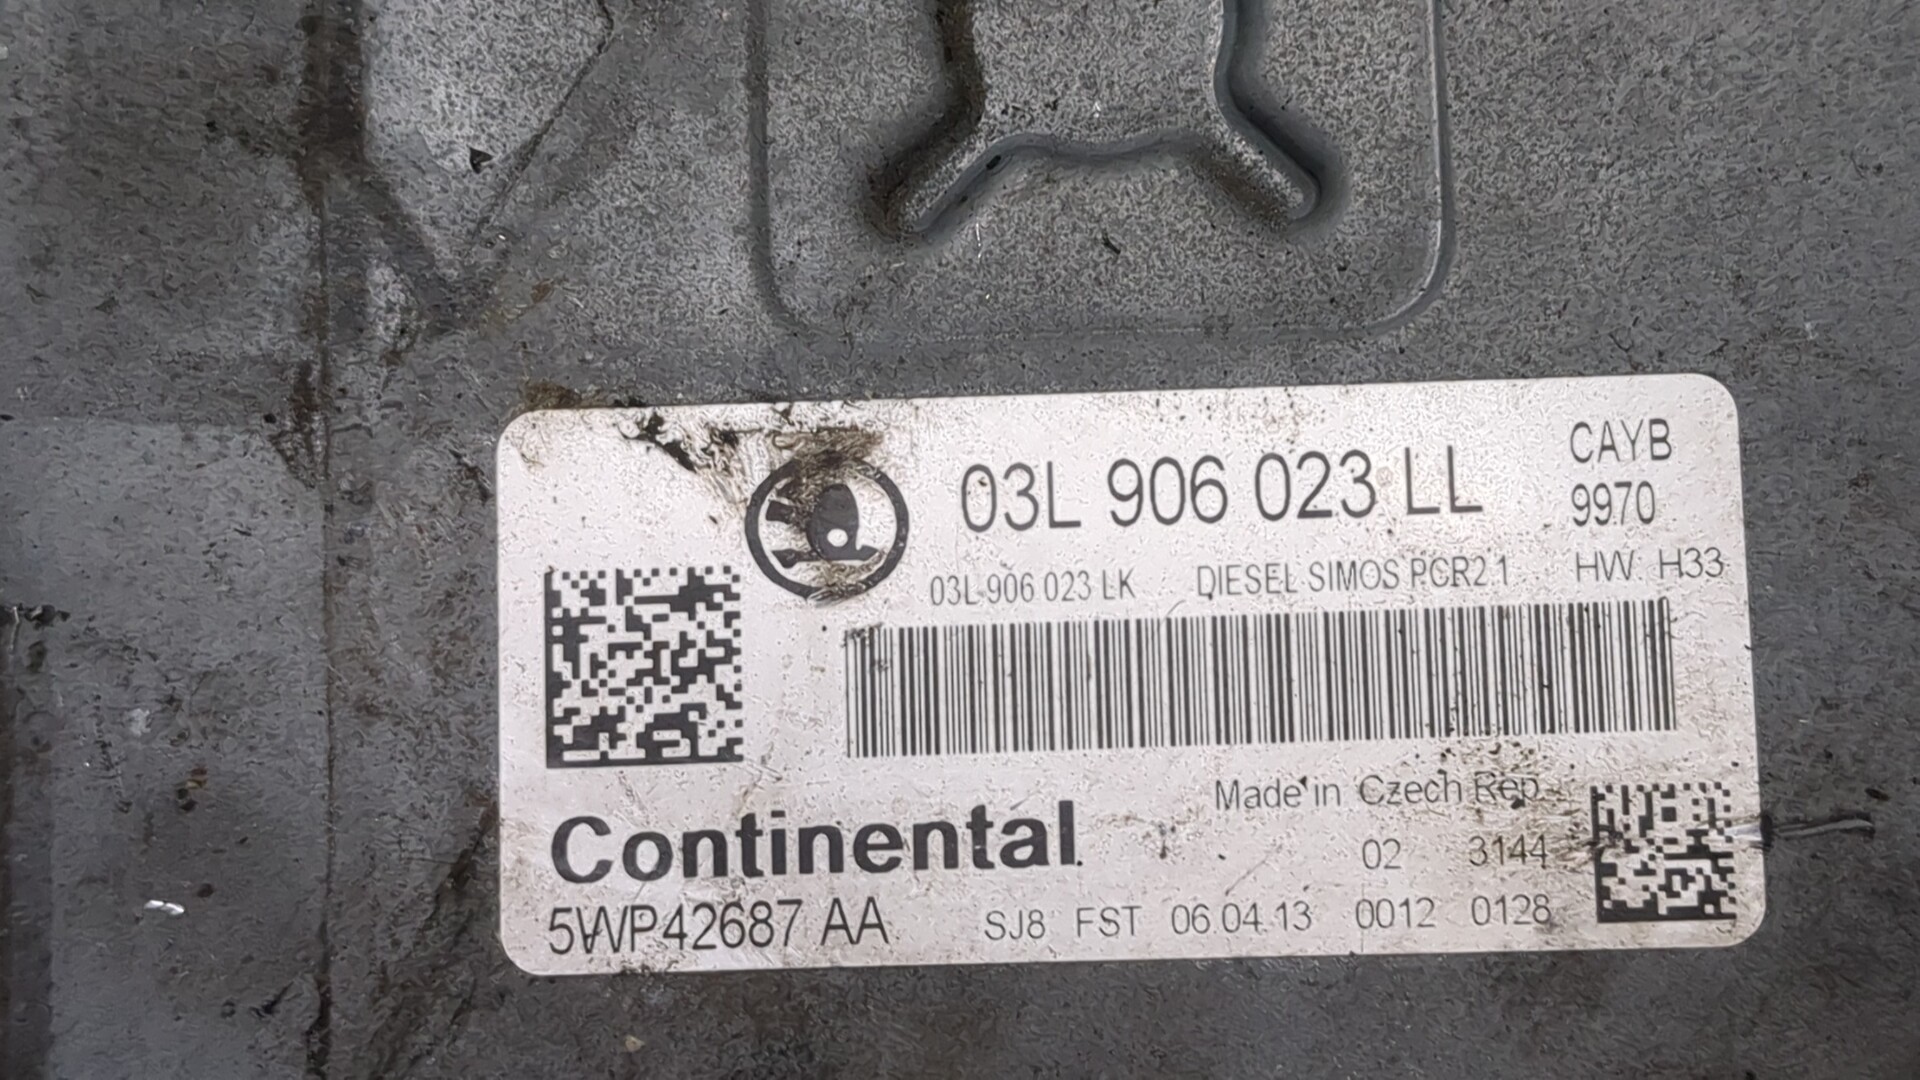 03L 906 023 LL
CAYB
9970
03L 906 023 LK DIESEL SIMOS PCR2.1 HW: H33
Made in Czech Rep.
Continental
02 3144
5WP42687 AA SJ8 FST 06.04.13 0012 0128